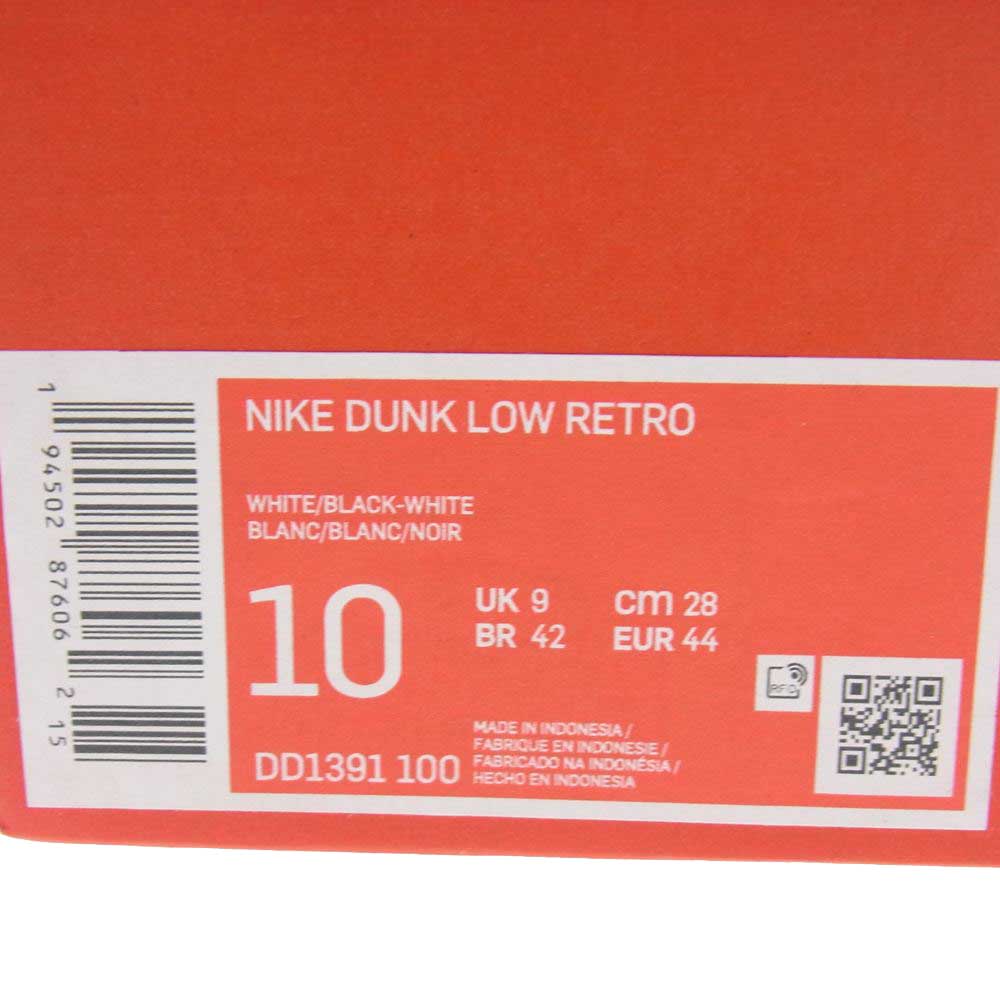 NIKE DUNK LOW RETRO
WHITE/BLACK-WHITE
BLANC/BLANC/NOIR
10
UK 9 cm 28
BR 42 EUR 44
DD1391 100
MADE IN INDONESIA /
FABRIQUE EN INDONESIE /
FABRICADO NA INDONÉSIA /
HECHO EN INDONESIA
RFID
1 94502 87606 2 15